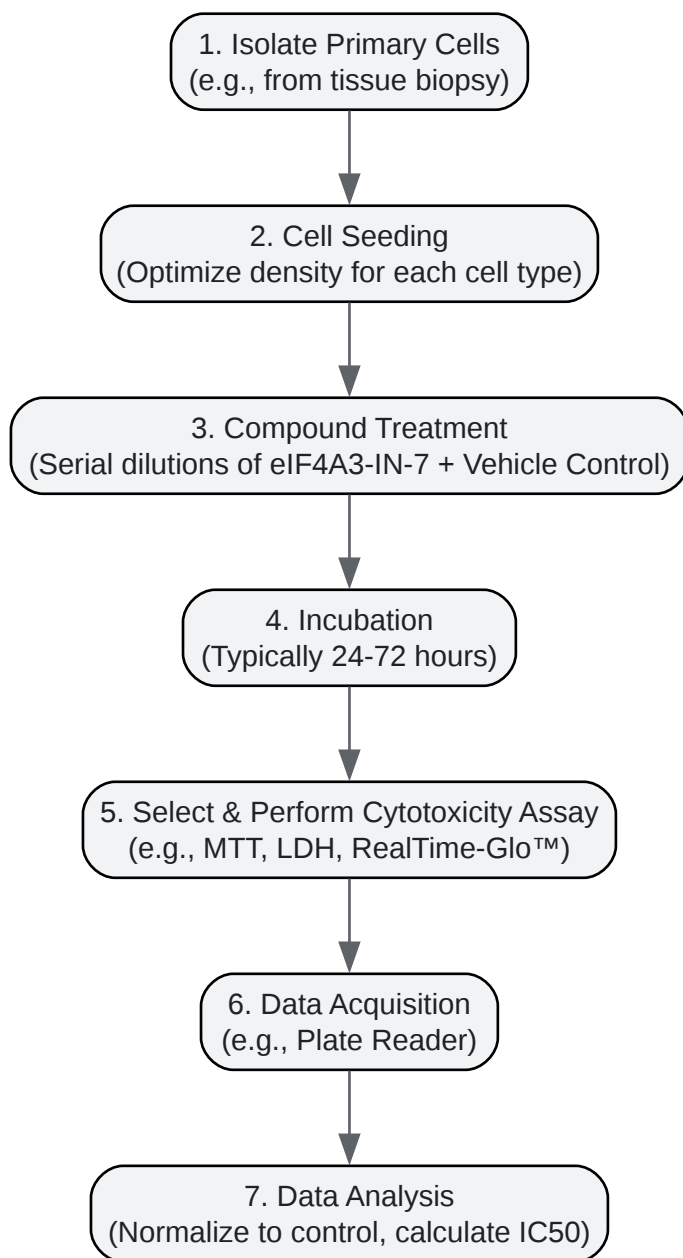 1. Isolate Primary Cells
(e.g., from tissue biopsy)
2. Cell Seeding
(Optimize density for each cell type)
3. Compound Treatment
(Serial dilutions of eIF4A3-IN-7 + Vehicle Control)
4. Incubation
(Typically 24-72 hours)
5. Select & Perform Cytotoxicity Assay
(e.g., MTT, LDH, RealTime-Glo™)
6. Data Acquisition
(e.g., Plate Reader)
7. Data Analysis
(Normalize to control, calculate IC50)